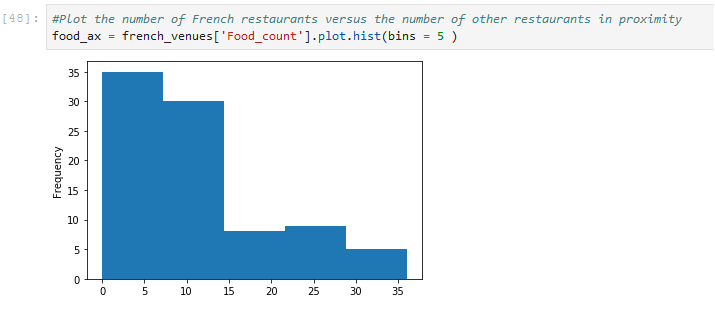 [48]: #Plot the number of French restaurants versus the number of other restaurants in proximity
food_ax = french_venues['Food_count'].plot.hist(bins = 5 )
35
30
25
20
15
10
5
0
Frequency
0 5 10 15 20 25 30 35